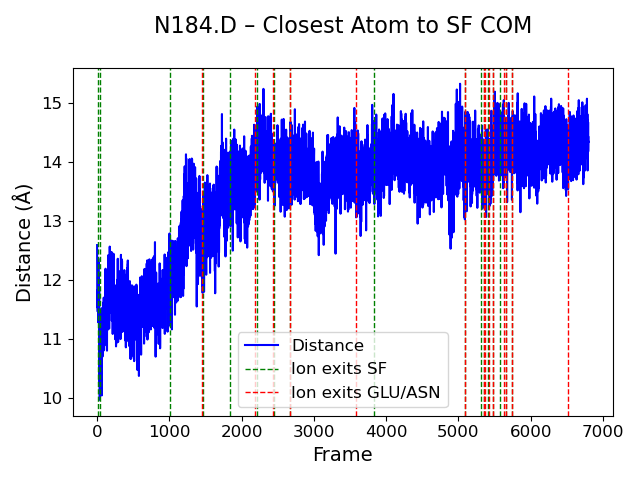 N184.D – Closest Atom to SF COM
Distance (Å)
15
14
13
12
11
10
Distance
Ion exits SF
Ion exits GLU/ASN
0 1000 2000 3000 4000 5000 6000 7000
Frame